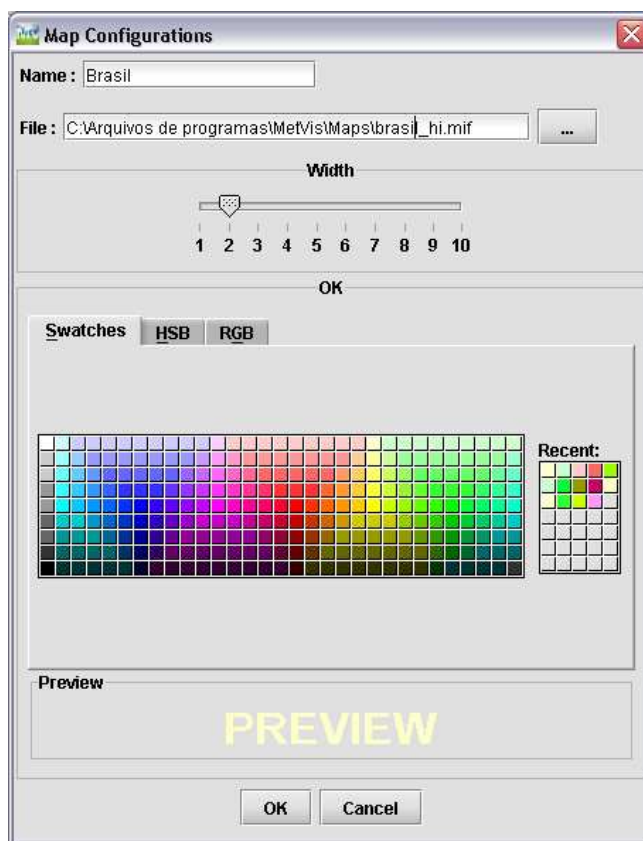 Map Configurations
Name : Brasil
File : C:\Arquivos de programas\MetVis\Maps\brasil_hi.mif ...
Width
1 2 3 4 5 6 7 8 9 10
OK
Swatches HSB RGB
Recent:
Preview
PREVIEW
OK Cancel